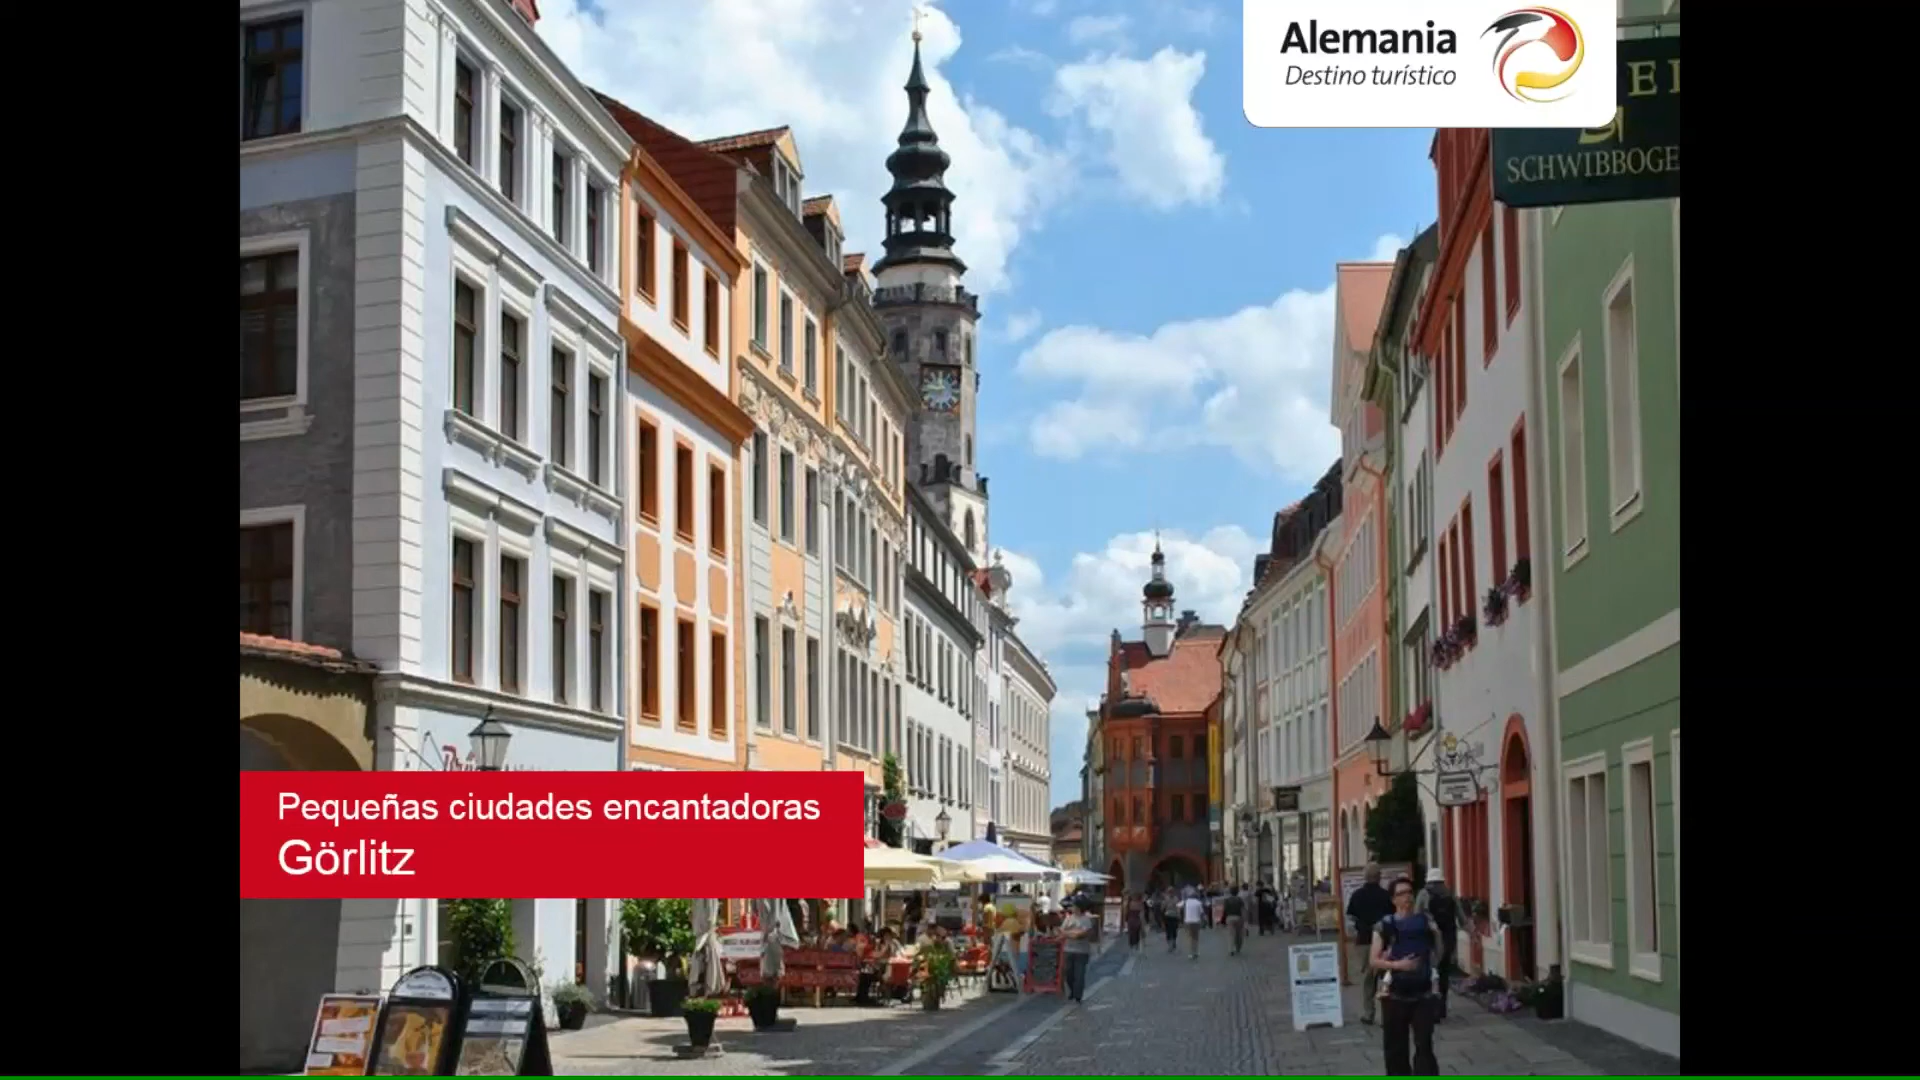 Alemania
Destino turístico
SCHWIBBOGE
Pequeñas ciudades encantadoras
Görlitz